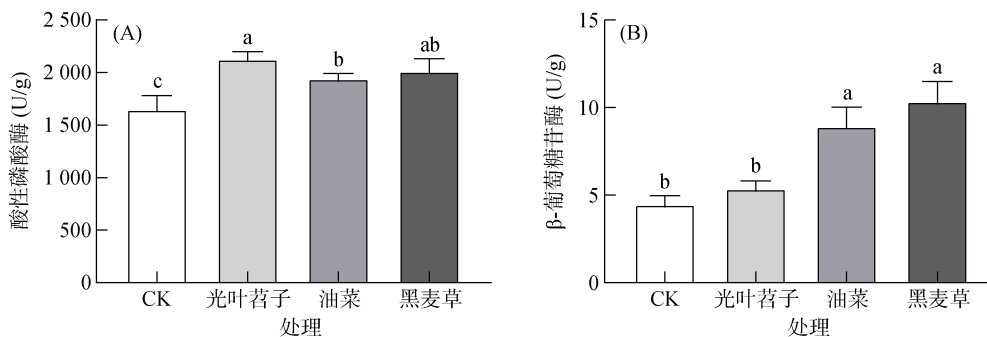 (A)
酸性磷酸酶 (U/g)
2 500
2 000
1 500
1 000
500
0
c
a
b
ab
CK
光叶苕子
油菜
黑麦草
处理
(B)
β-葡萄糖苷酶 (U/g)
15
10
5
0
b
b
a
a
CK
光叶苕子
油菜
黑麦草
处理